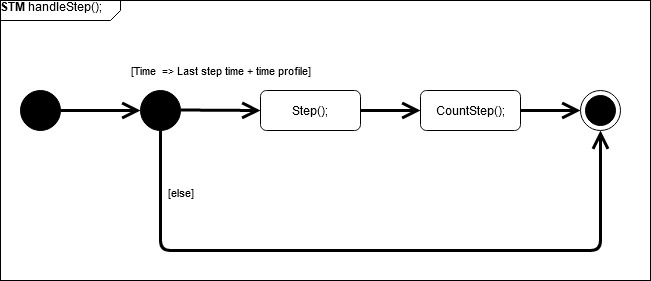 STM handleStep();
[Time => Last step time + time profile]
Step();
CountStep();
[else]